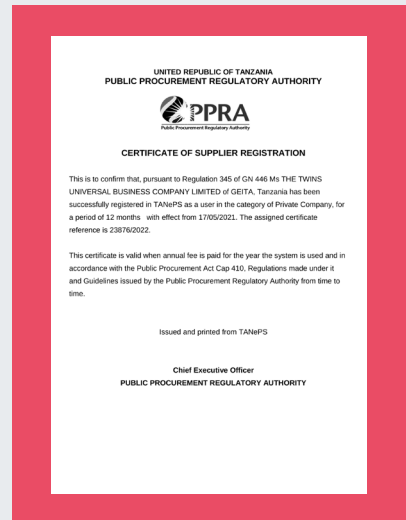 UNITED REPUBLIC OF TANZANIA
PUBLIC PROCUREMENT REGULATORY AUTHORITY
PPRA
Public Procurement Regulatory Authority
CERTIFICATE OF SUPPLIER REGISTRATION
This is to confirm that, pursuant to Regulation 345 of GN 446 Ms THE TWINS
UNIVERSAL BUSINESS COMPANY LIMITED of GEITA, Tanzania has been
successfully registered in TANePS as a user in the category of Private Company, for
a period of 12 months with effect from 17/05/2021. The assigned certificate
reference is 23876/2022.
This certificate is valid when annual fee is paid for the year the system is used and in
accordance with the Public Procurement Act Cap 410, Regulations made under it
and Guidelines issued by the Public Procurement Regulatory Authority from time to
time.
Issued and printed from TANePS
Chief Executive Officer
PUBLIC PROCUREMENT REGULATORY AUTHORITY